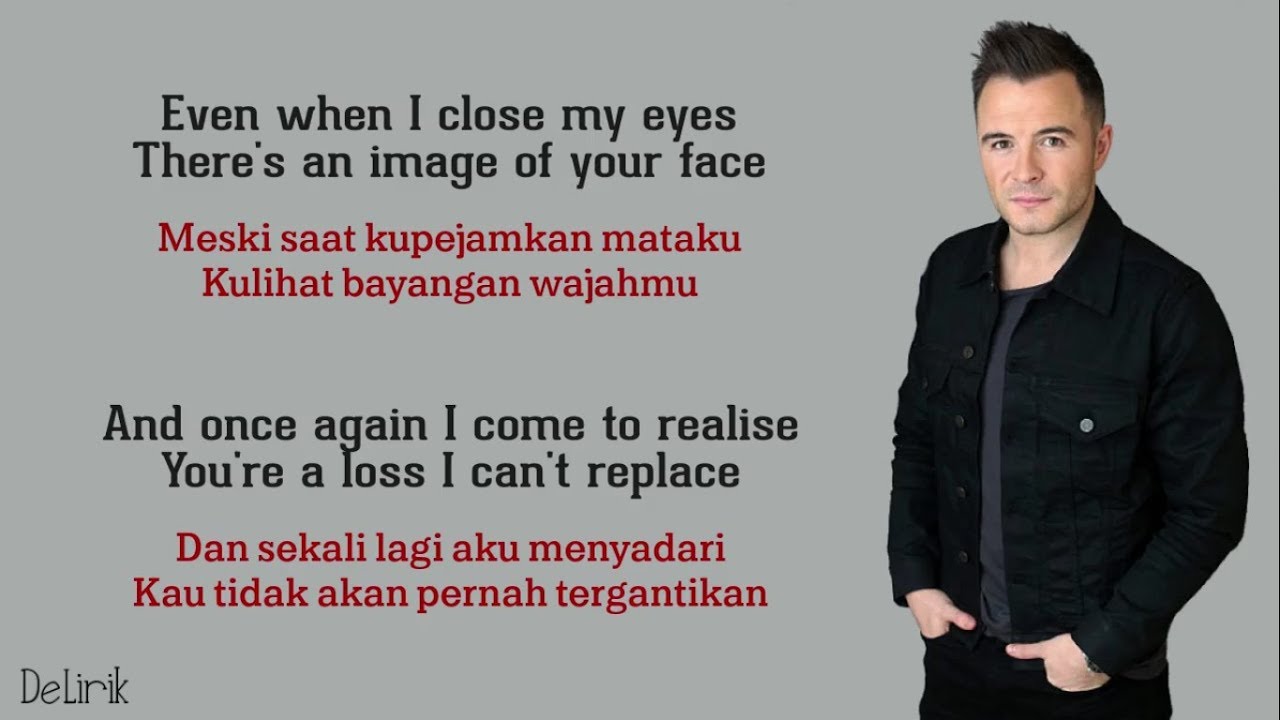 Even when I close my eyes
There's an image of your face
Meski saat kupejamkan mataku
Kulihat bayangan wajahmu
And once again I come to realise
You're a loss I can't replace
Dan sekali lagi aku menyadari
Kau tidak akan pernah tergantikan
DeLirik